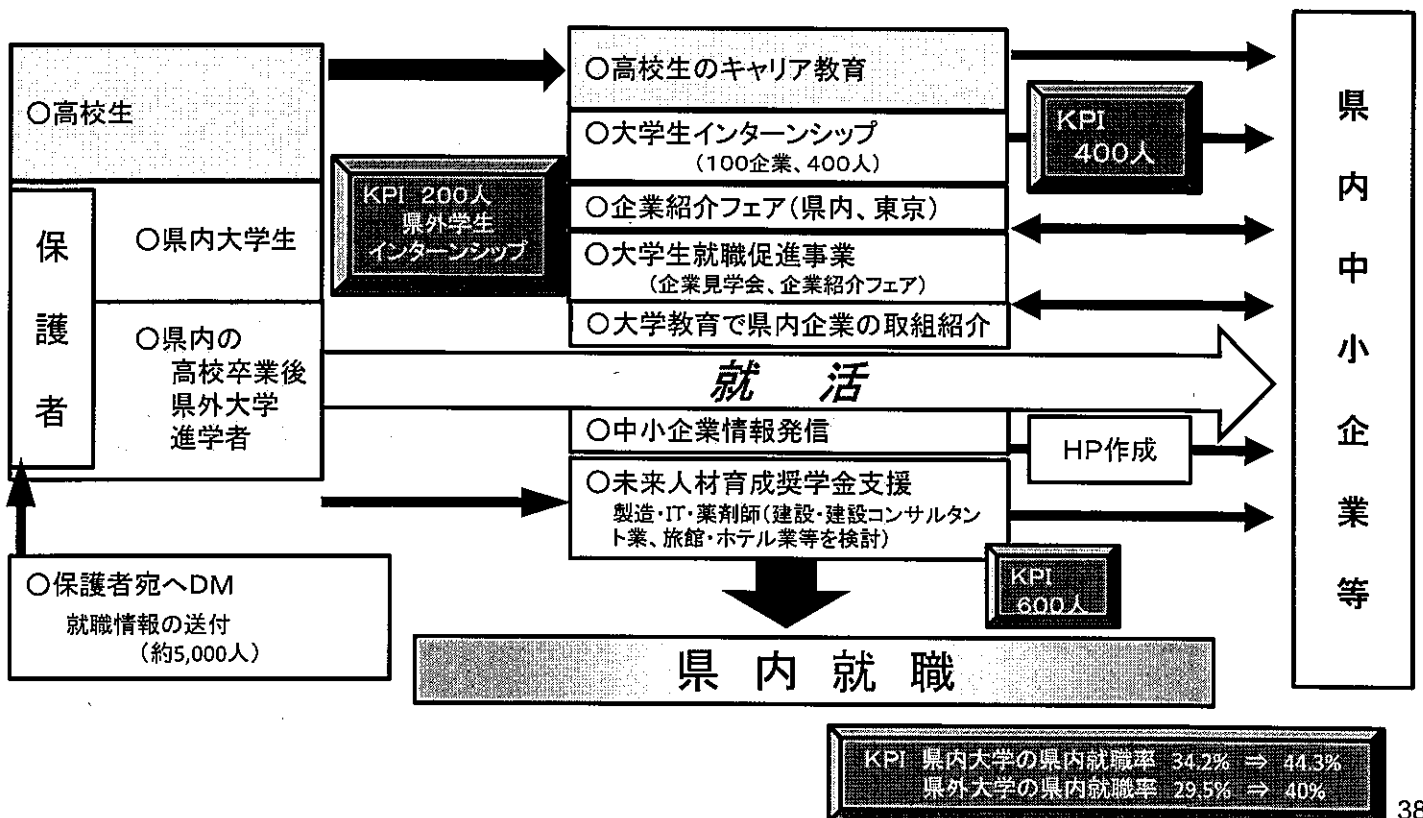 ○高校生
保護者
○県内大学生
○県内の
高校卒業後
県外大学
進学者
○保護者宛へDM
就職情報の送付
(約5,000人)
KPI 200人
県外学生
インターンシップ
○高校生のキャリア教育
○大学生インターンシップ
(100企業、400人)
○企業紹介フェア(県内、東京)
○大学生就職促進事業
(企業見学会、企業紹介フェア)
○大学教育で県内企業の取組紹介
就 活
○中小企業情報発信
○未来人材育成奨学金支援
製造・IT・薬剤師(建設・建設コンサルタン
ト業、旅館・ホテル業等を検討)
KPI
400人
HP作成
KPI
600人
県内中小企業等
県内就職
KPI 県内大学の県内就職率 34.2% ⇒ 44.3%
県外大学の県内就職率 29.5% ⇒ 40%
38